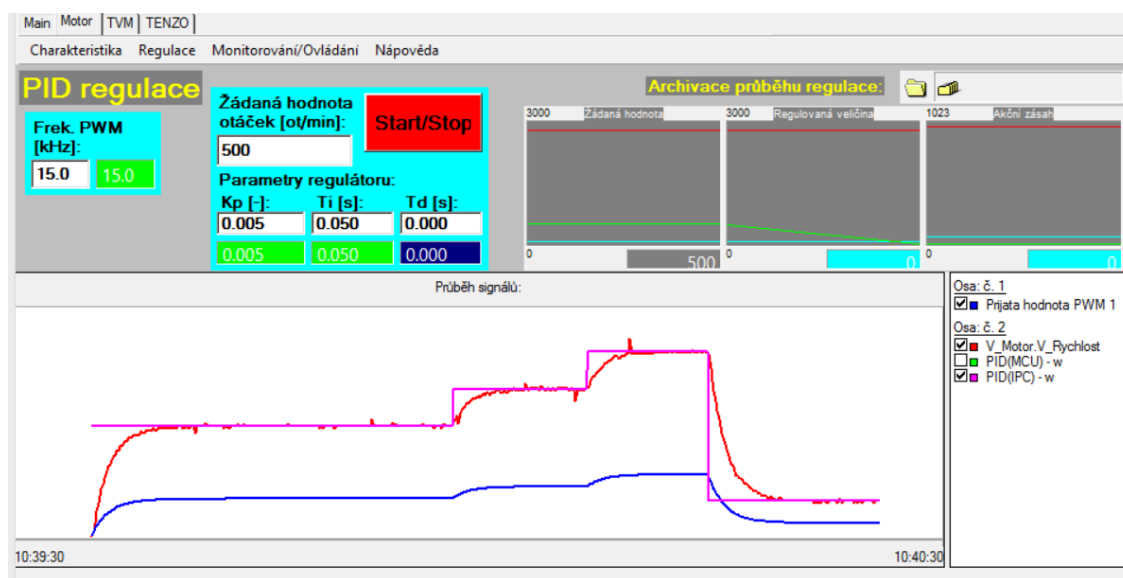 Main Motor TVM TENZO
Charakteristika Regulace Monitorování/Ovládání Nápověda
PID regulace
Frek. PWM
[kHz]:
15.0 15.0
Žádaná hodnota
otáček [ot/min]:
500
Start/Stop
Parametry regulátoru:
Kp [-]: Ti [s]: Td [s]:
0.005 0.050 0.000
0.005 0.050 0.000
Archivace průběhu regulace:
3000 Žádaná hodnota 3000 Regulovaná veličina 1023 Akční zásah
0 500 0 0 0 0
Průběh signálů:
10:39:30 10:40:30
Osa: č. 1
Prijata hodnota PWM 1
Osa: č. 2
V_Motor.V_Rychlost
PID(MCU) - w
PID(IPC) - w